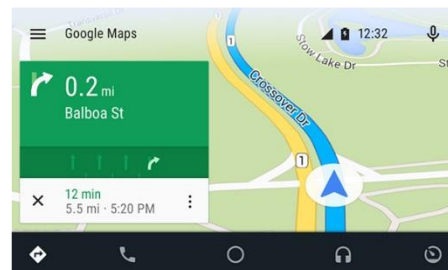 Google Maps
12:32
0.2 mi
Balboa St
12 min
5.5 mi · 5:20 PM
1
Stow Lake Dr
St
Crossover Dr
1